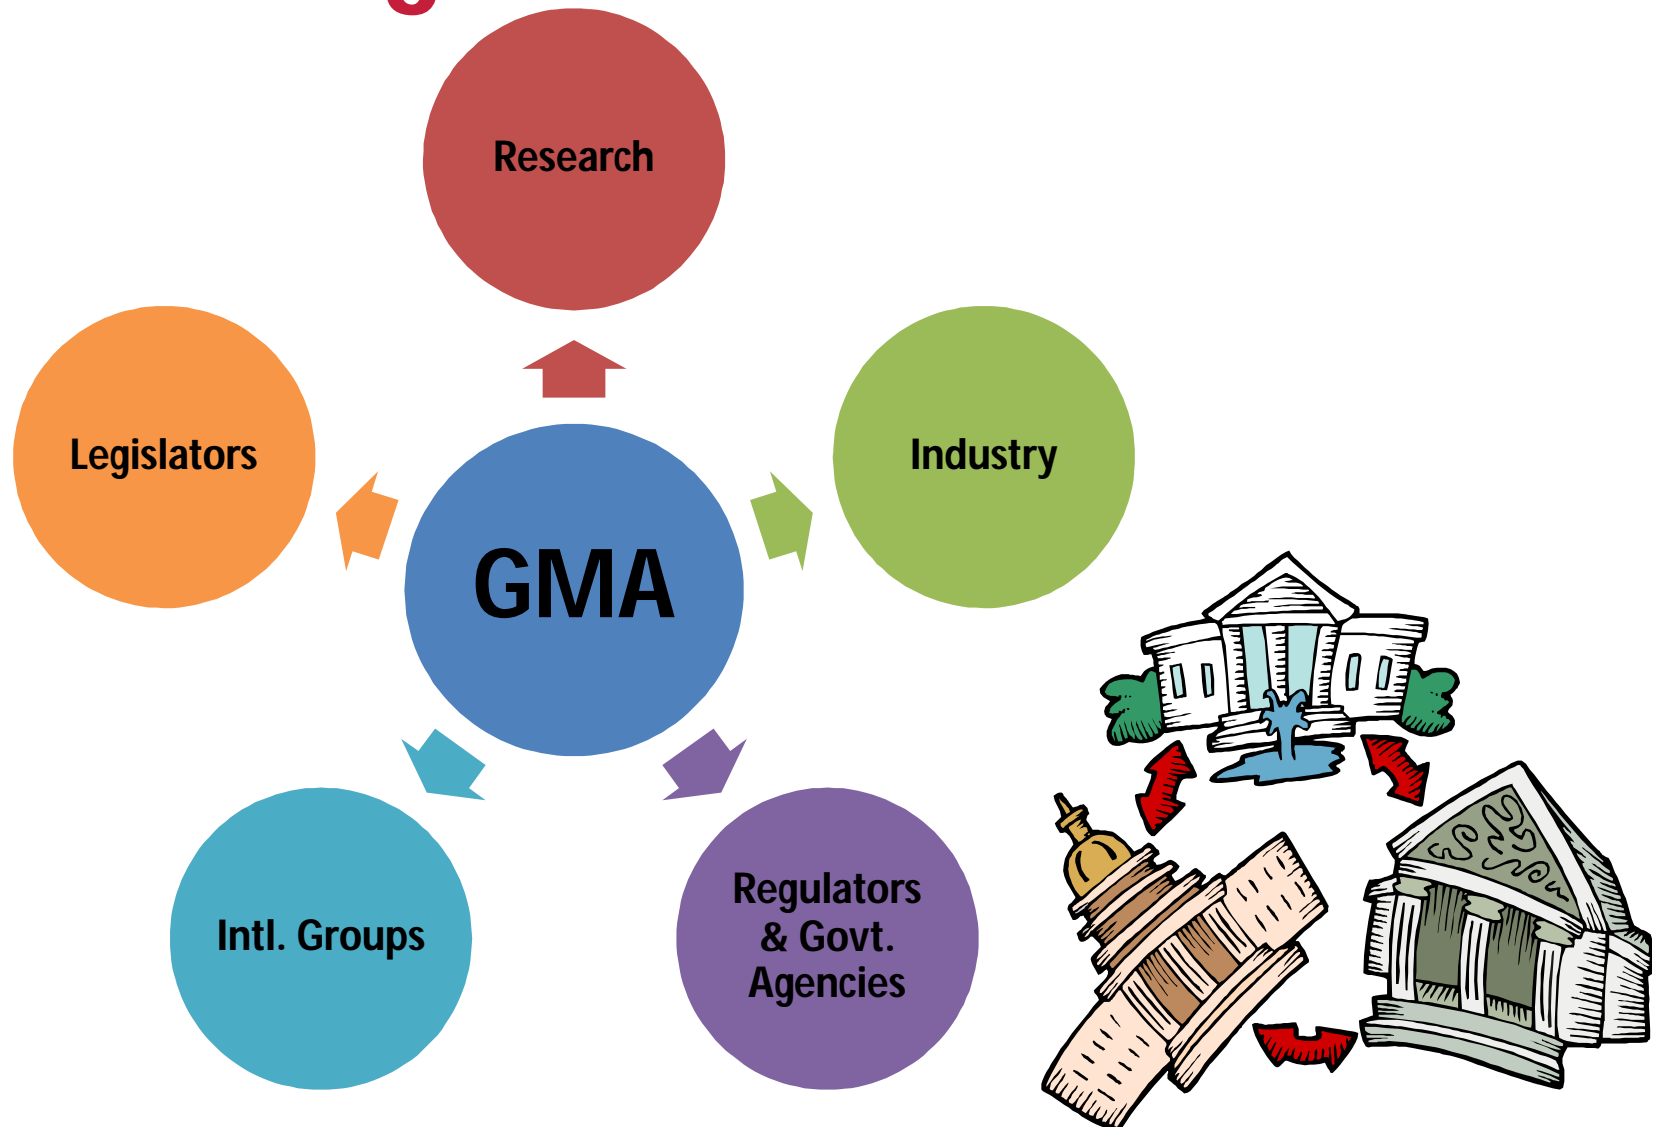 Research
Legislators
Industry
GMA
Intl. Groups
Regulators
& Govt.
Agencies